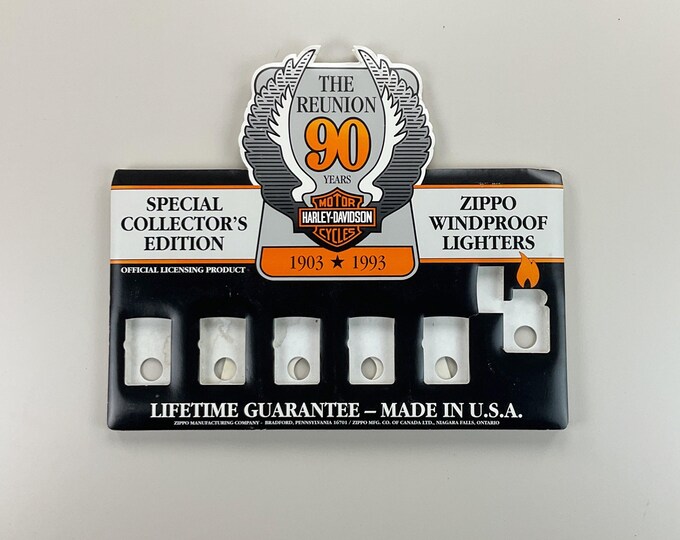 THE
REUNION
90
YEARS
MOTOR
HARLEY-DAVIDSON
CYCLES
1903 ★ 1993
SPECIAL
COLLECTOR'S
EDITION
OFFICIAL LICENSING PRODUCT
ZIPPO
WINDPROOF
LIGHTERS
LIFETIME GUARANTEE – MADE IN U.S.A.
ZIPPO MANUFACTURING COMPANY - BRADFORD, PENNSYLVANIA 16701 / ZIPPO MFG. CO. OF CANADA LTD., NIAGARA FALLS, ONTARIO